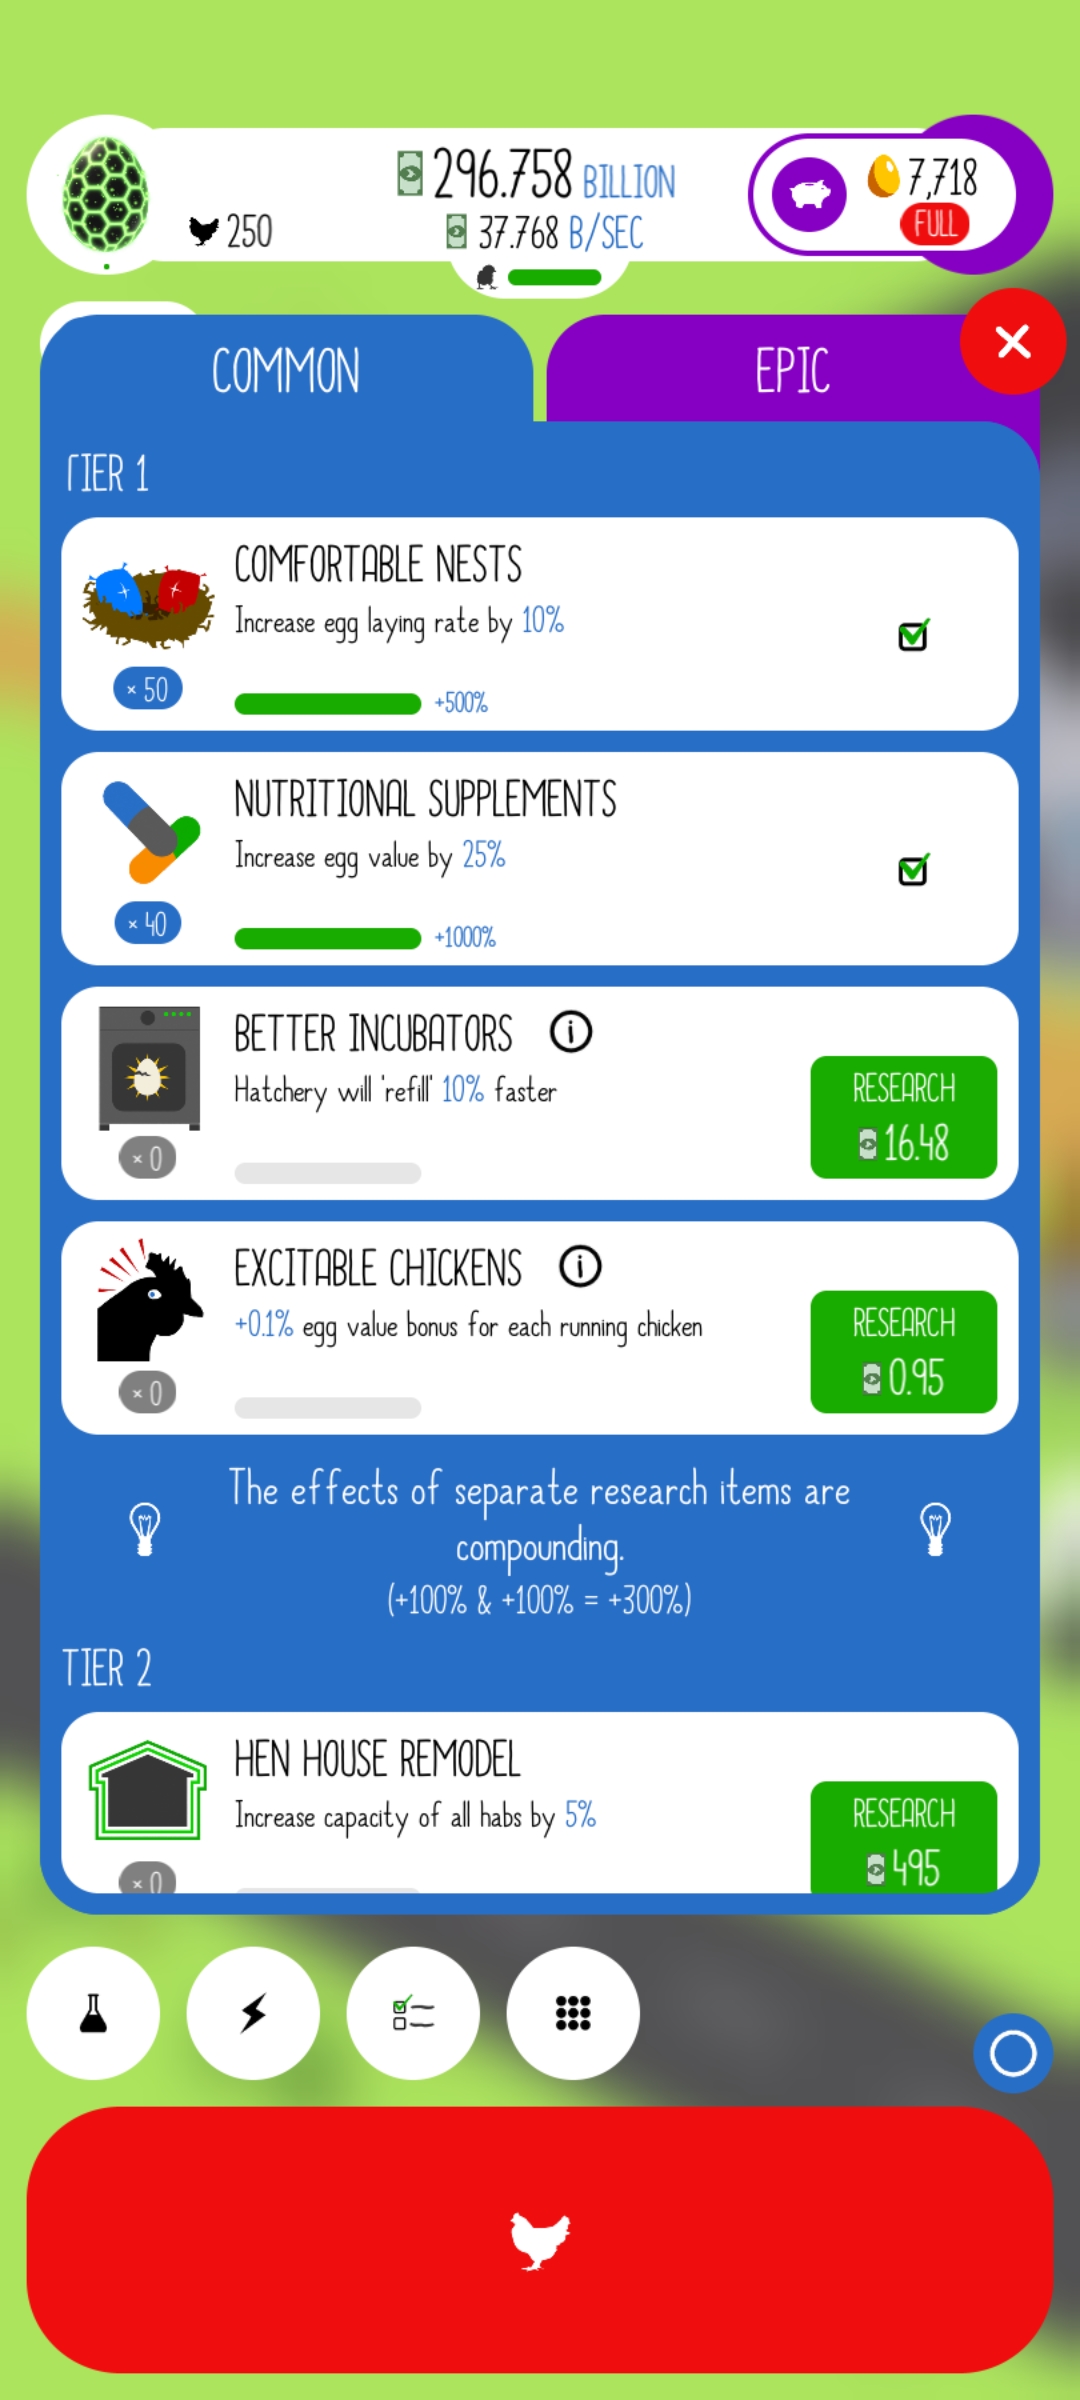 296.758 BILLION
250
37.768 B/SEC
7,718
FULL
COMMON
EPIC
TIER 1
COMFORTABLE NESTS
Increase egg laying rate by 10%
× 50
+500%
NUTRITIONAL SUPPLEMENTS
Increase egg value by 25%
× 40
+1000%
BETTER INCUBATORS
Hatchery will 'refill' 10% faster
RESEARCH
16.48
× 0
EXCITABLE CHICKENS
+0.1% egg value bonus for each running chicken
RESEARCH
0.95
× 0
The effects of separate research items are
compounding.
(+100% & +100% = +300%)
TIER 2
HEN HOUSE REMODEL
Increase capacity of all habs by 5%
RESEARCH
495
× 0